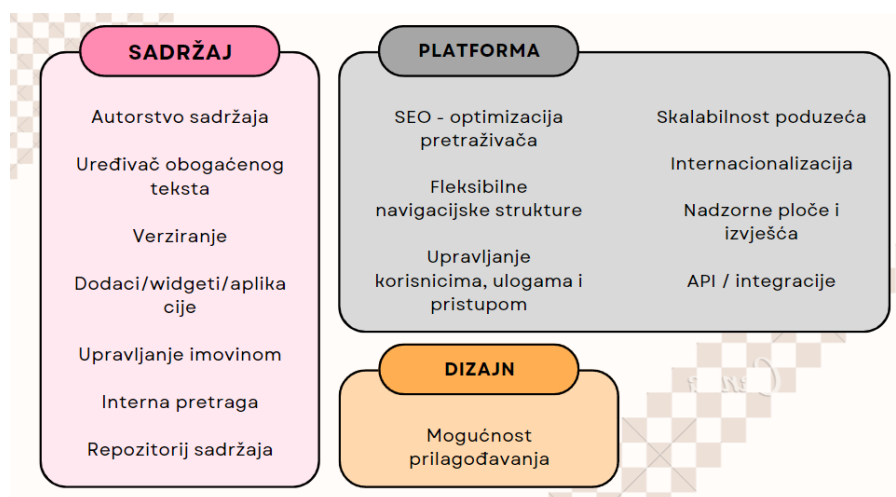 SADRŽAJ
Autorstvo sadržaja
Uređivač obogaćenog
teksta
Verziranje
Dodaci/widgeti/aplika
cije
Upravljanje imovinom
Interna pretraga
Repozitorij sadržaja
PLATFORMA
SEO - optimizacija
pretraživača
Fleksibilne
navigacijske strukture
Upravljanje
korisnicima, ulogama i
pristupom
Skalabilnost poduzeća
Internacionalizacija
Nadzorne ploče i
izvješća
API / integracije
DIZAJN
Mogućnost
prilagođavanja